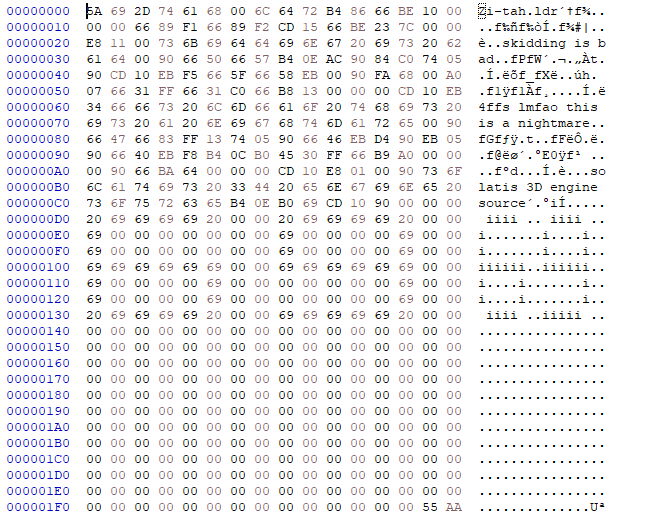 00000000 5A 69 2D 74 61 68 00 6C 64 72 B4 86 66 BE 10 00 Zi-tah.ldr´†f¾..
00000010 00 00 66 89 F1 66 89 F2 CD 15 66 BE 23 7C 00 00 ..f‰ñf‰òÍ.f¾#|..
00000020 E8 11 00 73 6B 69 64 64 69 6E 67 20 69 73 20 62 è..skidding is b
00000030 61 64 00 90 66 50 66 57 B4 0E AC 90 84 C0 74 05 ad..fPfW´.¬.„Àt.
00000040 90 CD 10 EB F5 66 5F 66 58 EB 00 90 FA 68 00 A0 .Í.ëõf_fXë..úh. 
00000050 07 66 31 FF 66 31 C0 66 B8 13 00 00 00 CD 10 EB .f1ÿf1Àf¸....Í.ë
00000060 34 66 66 73 20 6C 6D 66 61 6F 20 74 68 69 73 20 4ffs lmfao this 
00000070 69 73 20 61 20 6E 69 67 68 74 6D 61 72 65 00 90 is a nightmare..
00000080 66 47 66 83 FF 13 74 05 90 66 46 EB D4 90 EB 05 fGfƒÿ.t..fFëÔ.ë.
00000090 90 66 40 EB F8 B4 0C B0 45 30 FF 66 B9 A0 00 00 .f@ëø´.°E0ÿf¹ ..
000000A0 00 90 66 BA 64 00 00 00 CD 10 E8 01 00 90 73 6F ..fºd...Í.è...so
000000B0 6C 61 74 69 73 20 33 44 20 65 6E 67 69 6E 65 20 latis 3D engine 
000000C0 73 6F 75 72 63 65 B4 0E B0 69 CD 10 90 00 00 00 source´.°iÍ.....
000000D0 20 69 69 69 69 20 00 00 20 69 69 69 69 20 00 00  iiii .. iiii ..
000000E0 69 00 00 00 00 00 00 00 69 00 00 00 00 69 00 00 i.......i....i..
000000F0 69 00 00 00 00 00 00 00 69 00 00 00 00 69 00 00 i.......i....i..
00000100 69 69 69 69 69 69 00 00 69 69 69 69 69 69 00 00 iiiiii..iiiiii..
00000110 69 00 00 00 00 69 00 00 00 00 00 00 00 69 00 00 i....i.......i..
00000120 69 00 00 00 00 69 00 00 00 00 00 00 00 69 00 00 i....i.......i..
00000130 20 69 69 69 69 20 00 00 69 69 69 69 69 20 00 00  iiii ..iiiii ..
00000140 00 00 00 00 00 00 00 00 00 00 00 00 00 00 00 00 ................
00000150 00 00 00 00 00 00 00 00 00 00 00 00 00 00 00 00 ................
00000160 00 00 00 00 00 00 00 00 00 00 00 00 00 00 00 00 ................
00000170 00 00 00 00 00 00 00 00 00 00 00 00 00 00 00 00 ................
00000180 00 00 00 00 00 00 00 00 00 00 00 00 00 00 00 00 ................
00000190 00 00 00 00 00 00 00 00 00 00 00 00 00 00 00 00 ................
000001A0 00 00 00 00 00 00 00 00 00 00 00 00 00 00 00 00 ................
000001B0 00 00 00 00 00 00 00 00 00 00 00 00 00 00 00 00 ................
000001C0 00 00 00 00 00 00 00 00 00 00 00 00 00 00 00 00 ................
000001D0 00 00 00 00 00 00 00 00 00 00 00 00 00 00 00 00 ................
000001E0 00 00 00 00 00 00 00 00 00 00 00 00 00 00 00 00 ................
000001F0 00 00 00 00 00 00 00 00 00 00 00 00 00 00 55 AA ..............Uª